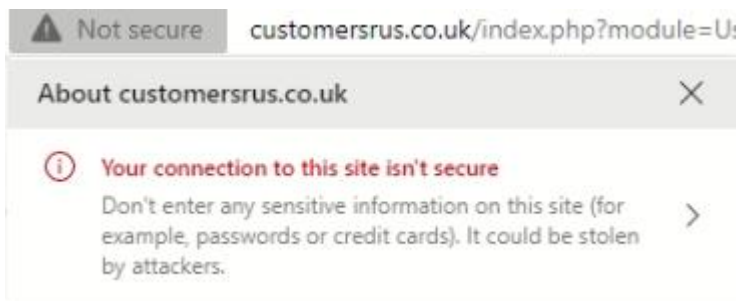 Not secure customersrus.co.uk/index.php?module=Us
About customersrus.co.uk
Your connection to this site isn't secure
Don't enter any sensitive information on this site (for
example, passwords or credit cards). It could be stolen
by attackers.